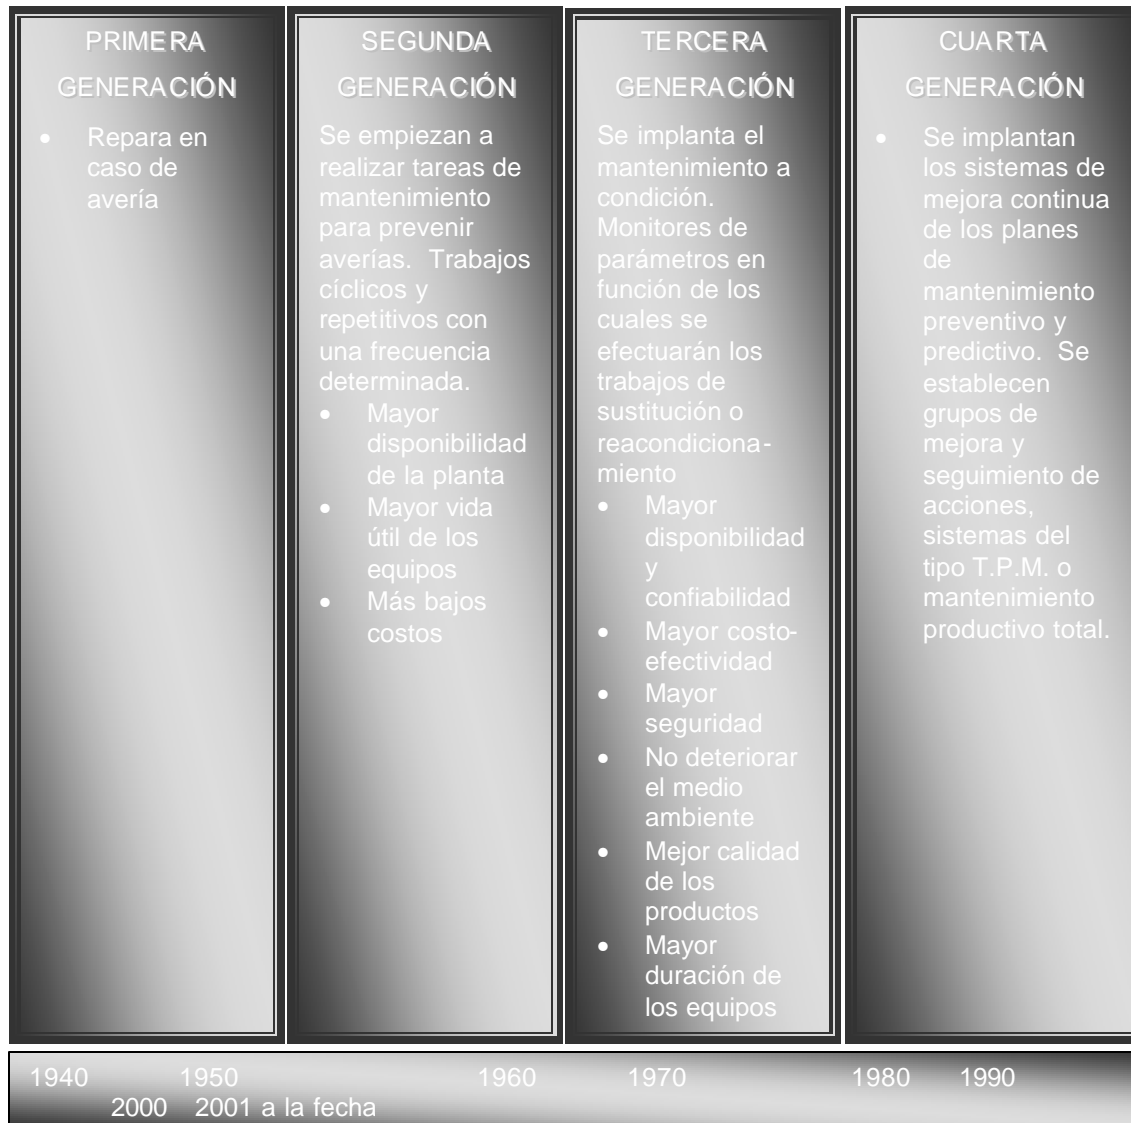 PRIMERA
GENERACIÓN
• Repara en
caso de
avería
SEGUNDA
GENERACIÓN
Se empiezan a
realizar tareas de
mantenimiento
para prevenir
averías. Trabajos
cíclicos y
repetitivos con
una frecuencia
determinada.
• Mayor
disponibilidad
de la planta
• Mayor vida
útil de los
equipos
• Más bajos
costos
TERCERA
GENERACIÓN
Se implanta el
mantenimiento a
condición.
Monitores de
parámetros en
función de los
cuales se
efectuarán los
trabajos de
sustitución o
reacondiciona-
miento
• Mayor
disponibilidad
y
confiabilidad
• Mayor costo-
efectividad
• Mayor
seguridad
• No deteriorar
el medio
ambiente
• Mejor calidad
de los
productos
• Mayor
duración de
los equipos
CUARTA
GENERACIÓN
• Se implantan
los sistemas de
mejora continua
de los planes
de
mantenimiento
preventivo y
predictivo. Se
establecen
grupos de
mejora y
seguimiento de
acciones,
sistemas del
tipo T.P.M. o
mantenimiento
productivo total.
1940 1950 1960 1970 1980 1990
2000 2001 a la fecha